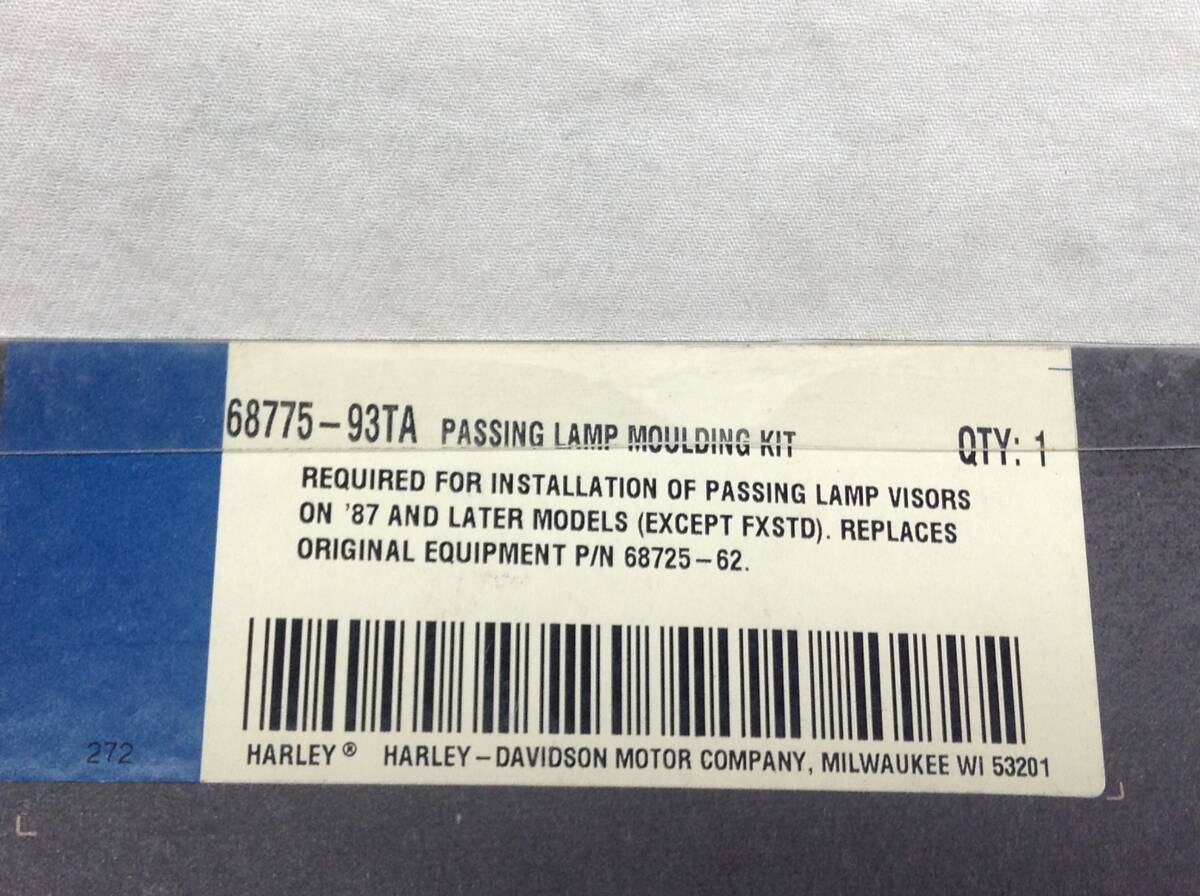 68775-93TA PASSING LAMP MOULDING KIT QTY: 1
REQUIRED FOR INSTALLATION OF PASSING LAMP VISORS
ON '87 AND LATER MODELS (EXCEPT FXSTD). REPLACES
ORIGINAL EQUIPMENT P/N 68725-62.
272
HARLEY® HARLEY-DAVIDSON MOTOR COMPANY, MILWAUKEE WI 53201